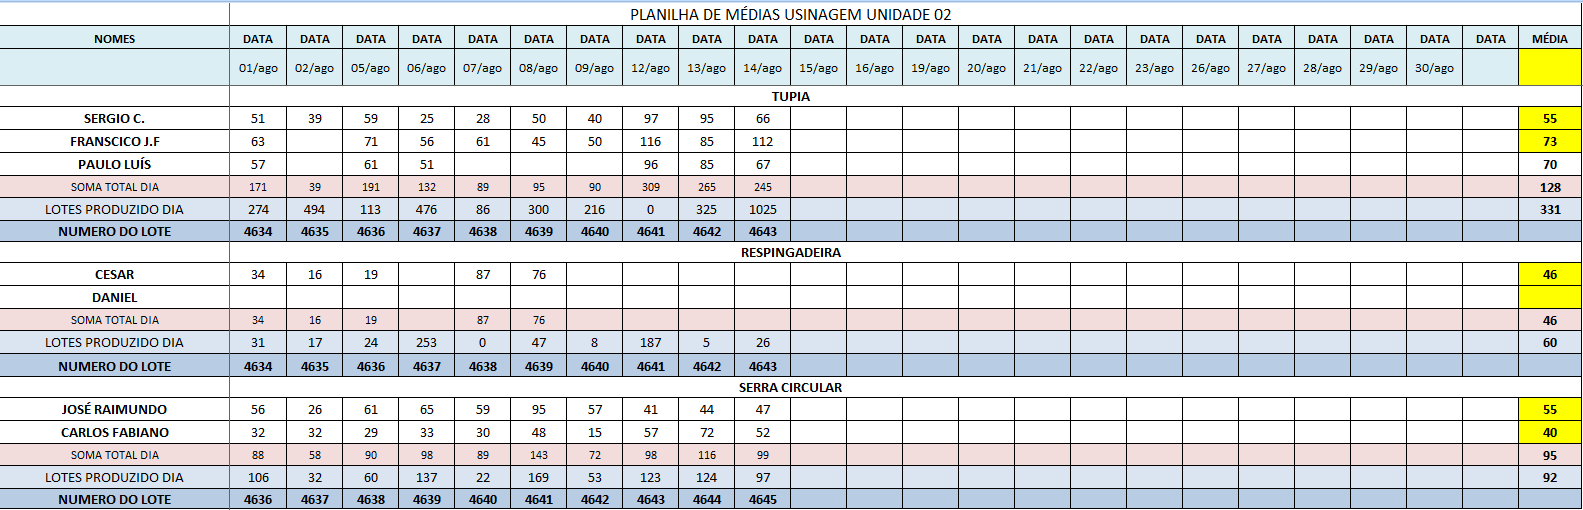 PLANILHA DE MÉDIAS USINAGEM UNIDADE 02
NOMES DATA DATA DATA DATA DATA DATA DATA DATA DATA DATA DATA DATA DATA DATA DATA DATA DATA DATA DATA DATA DATA DATA DATA MÉDIA
01/ago 02/ago 05/ago 06/ago 07/ago 08/ago 09/ago 12/ago 13/ago 14/ago 15/ago 16/ago 19/ago 20/ago 21/ago 22/ago 23/ago 26/ago 27/ago 28/ago 29/ago 30/ago
TUPIA
SERGIO C. 51 39 59 25 28 50 40 97 95 66 55
FRANSCICO J.F 63 71 56 61 45 50 116 85 112 73
PAULO LUÍS 57 61 51 96 85 67 70
SOMA TOTAL DIA 171 39 191 132 89 95 90 309 265 245 128
LOTES PRODUZIDO DIA 274 494 113 476 86 300 216 0 325 1025 331
NUMERO DO LOTE 4634 4635 4636 4637 4638 4639 4640 4641 4642 4643
RESPINGADEIRA
CESAR 34 16 19 87 76 46
DANIEL
SOMA TOTAL DIA 34 16 19 87 76 46
LOTES PRODUZIDO DIA 31 17 24 253 0 47 8 187 5 26 60
NUMERO DO LOTE 4634 4635 4636 4637 4638 4639 4640 4641 4642 4643
SERRA CIRCULAR
JOSÉ RAIMUNDO 56 26 61 65 59 95 57 41 44 47 55
CARLOS FABIANO 32 32 29 33 30 48 15 57 72 52 40
SOMA TOTAL DIA 88 58 90 98 89 143 72 98 116 99 95
LOTES PRODUZIDO DIA 106 32 60 137 22 169 53 123 124 97 92
NUMERO DO LOTE 4636 4637 4638 4639 4640 4641 4642 4643 4644 4645